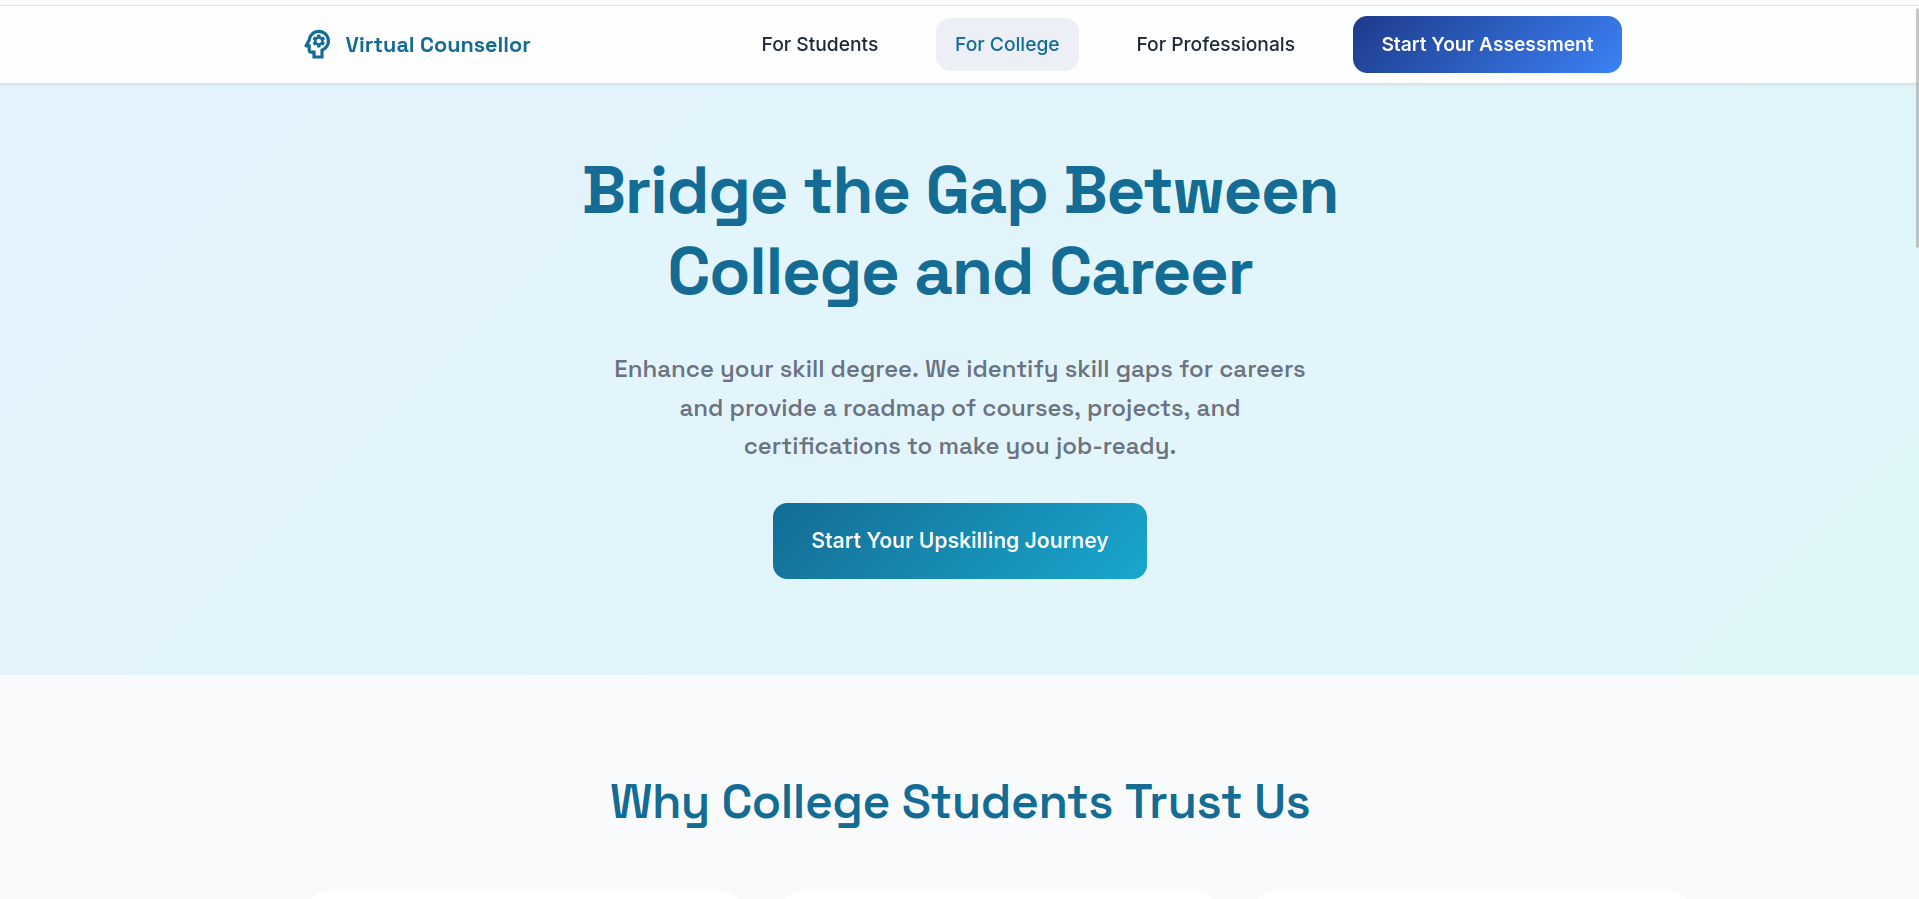 Virtual Counsellor
For Students
For College
For Professionals
Start Your Assessment
Bridge the Gap Between
College and Career
Enhance your skill degree. We identify skill gaps for careers
and provide a roadmap of courses, projects, and
certifications to make you job-ready.
Start Your Upskilling Journey
Why College Students Trust Us